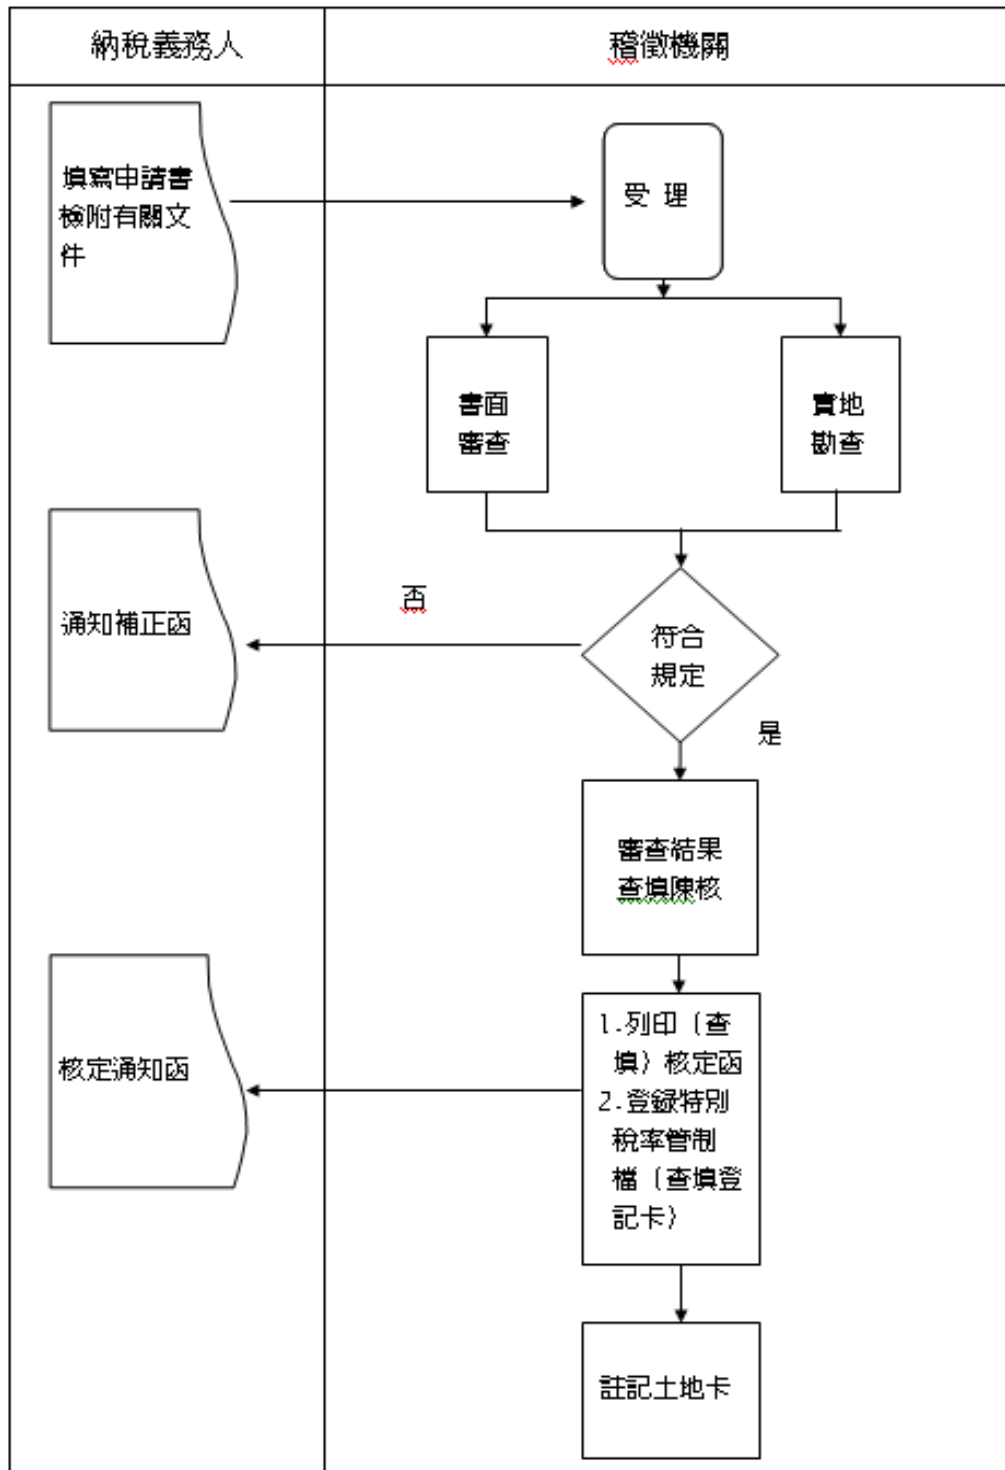 納稅義務人
稽徵機關
填寫申請書
檢附有關文
件
受 理
書面
審查
實地
勘查
通知補正函
否
符合
規定
是
審查結果
查填陳核
核定通知函
1.列印（查
填）核定函
2.登錄特別
稅率管制
檔（查填登
記卡）
註記土地卡